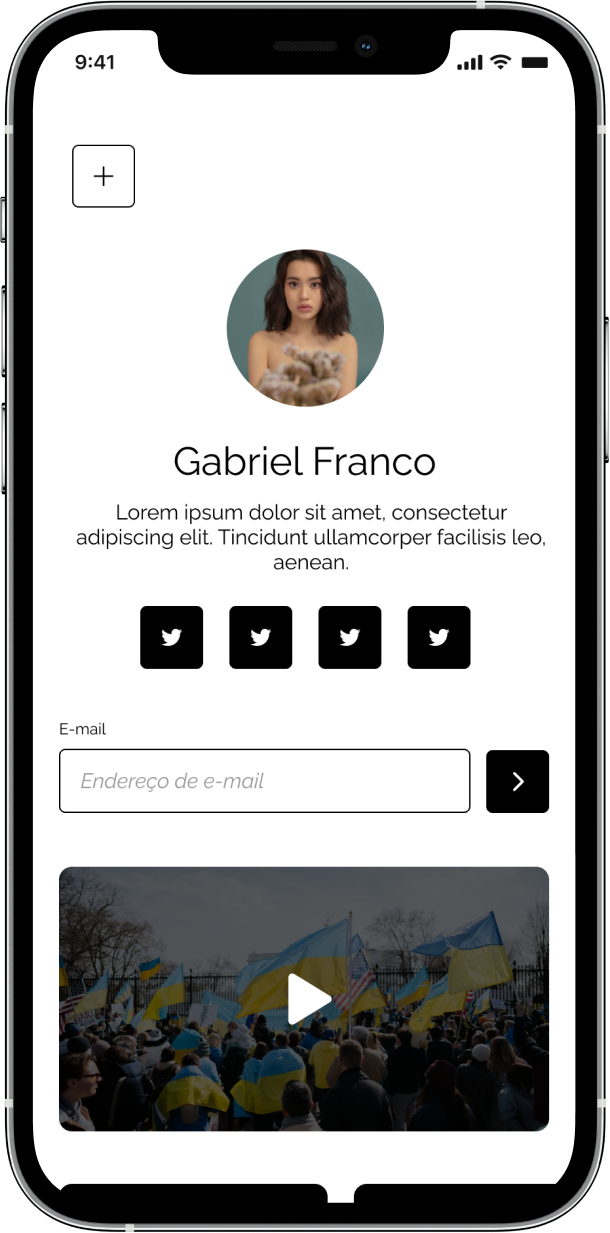 9:41
Gabriel Franco
Lorem ipsum dolor sit amet, consectetur
adipiscing elit. Tincidunt ullamcorper facilisis leo,
aenean.
E-mail
Endereço de e-mail